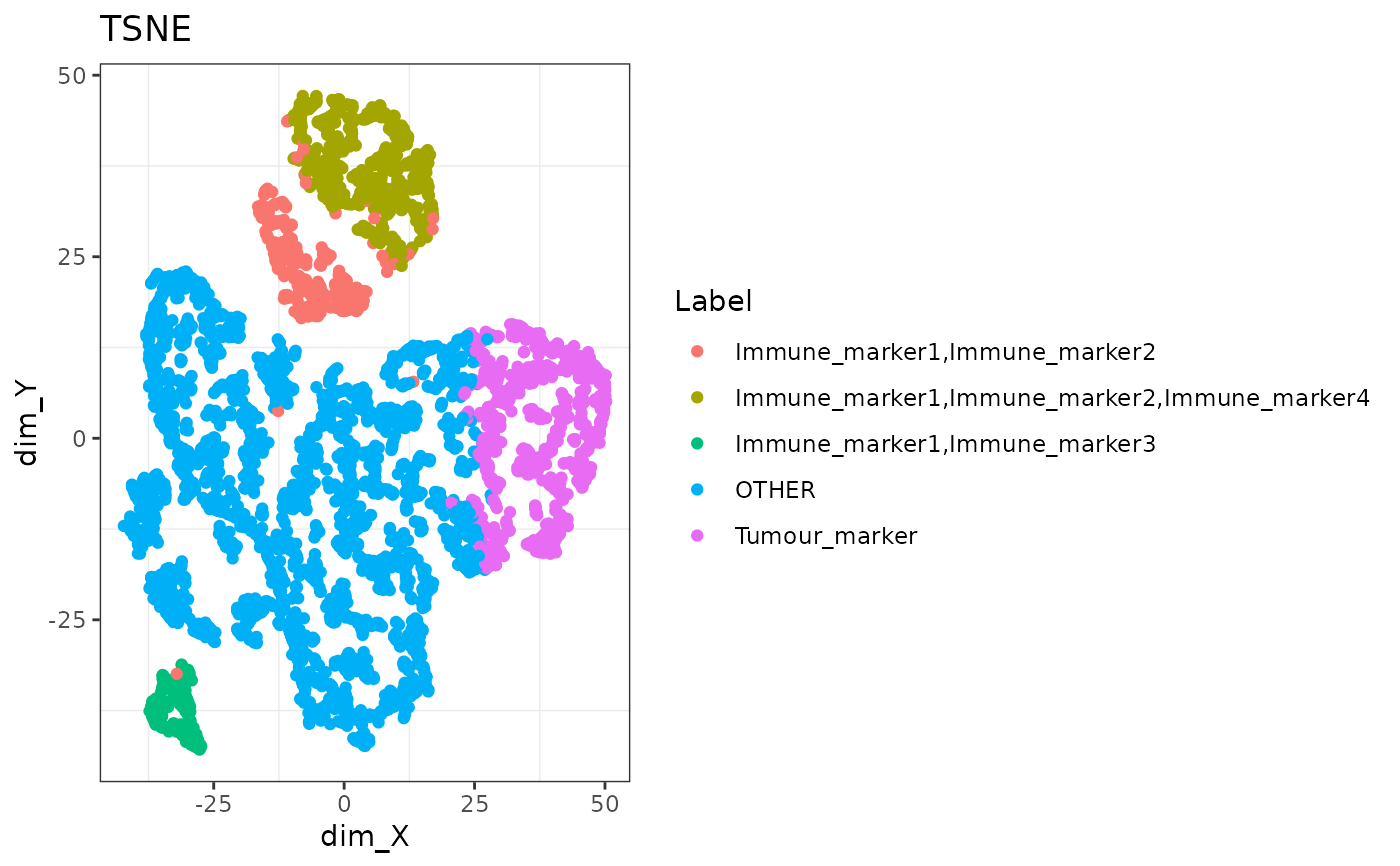 TSNE
50
25
0
-25
dim_Y
-25 0 25 50
dim_X
Label
Immune_marker1,Immune_marker2
Immune_marker1,Immune_marker2,Immune_marker4
Immune_marker1,Immune_marker3
OTHER
Tumour_marker